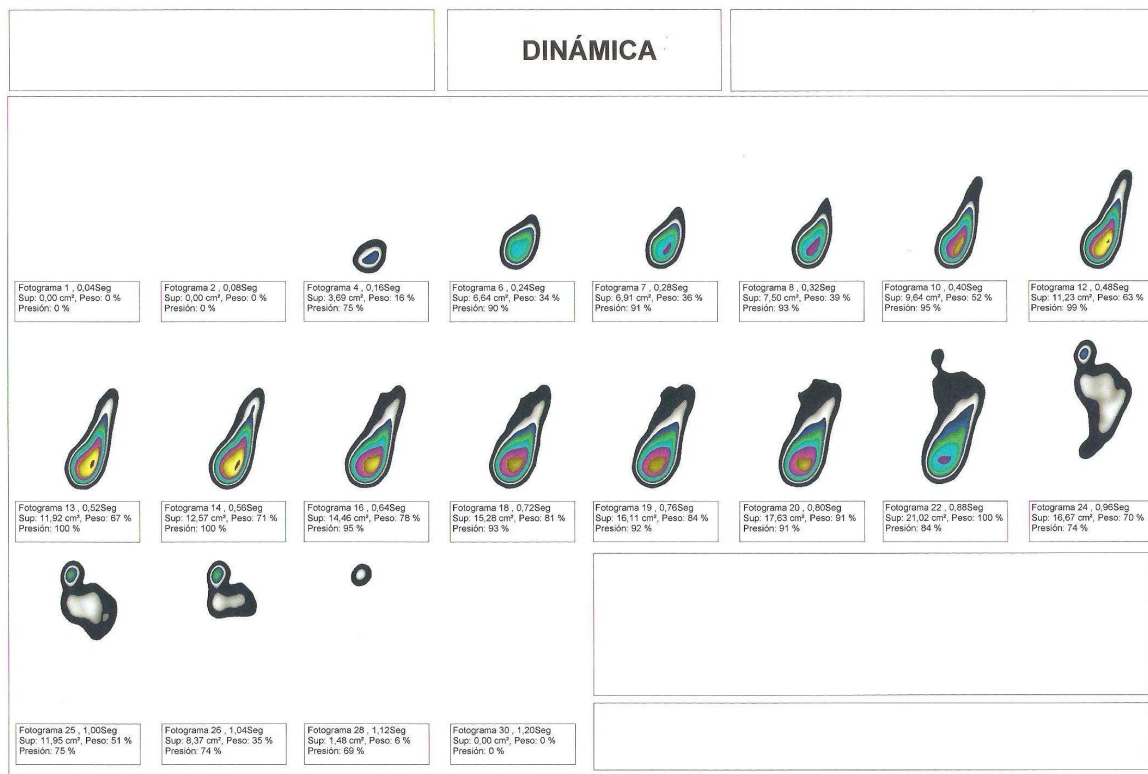 DINÁMICA
Fotograma 1 , 0,04Seg
Sup: 0,00 cm², Peso: 0 %
Presión: 0 %
Fotograma 2 , 0,08Seg
Sup: 0,00 cm², Peso: 0 %
Presión: 0 %
Fotograma 4 , 0,16Seg
Sup: 3,69 cm², Peso: 16 %
Presión: 75 %
Fotograma 6 , 0,24Seg
Sup: 6,64 cm², Peso: 34 %
Presión: 90 %
Fotograma 7 , 0,28Seg
Sup: 6,91 cm², Peso: 36 %
Presión: 91 %
Fotograma 8 , 0,32Seg
Sup: 7,50 cm², Peso: 39 %
Presión: 93 %
Fotograma 10 , 0,40Seg
Sup: 9,64 cm², Peso: 52 %
Presión: 95 %
Fotograma 12 , 0,48Seg
Sup: 11,23 cm², Peso: 63 %
Presión: 99 %
Fotograma 13 , 0,52Seg
Sup: 11,92 cm², Peso: 67 %
Presión: 100 %
Fotograma 14 , 0,56Seg
Sup: 12,57 cm², Peso: 71 %
Presión: 100 %
Fotograma 16 , 0,64Seg
Sup: 14,46 cm², Peso: 78 %
Presión: 95 %
Fotograma 18 , 0,72Seg
Sup: 15,28 cm², Peso: 81 %
Presión: 93 %
Fotograma 19 , 0,76Seg
Sup: 16,11 cm², Peso: 84 %
Presión: 92 %
Fotograma 20 , 0,80Seg
Sup: 17,63 cm², Peso: 91 %
Presión: 91 %
Fotograma 22 , 0,88Seg
Sup: 21,02 cm², Peso: 100 %
Presión: 84 %
Fotograma 24 , 0,96Seg
Sup: 16,67 cm², Peso: 70 %
Presión: 74 %
Fotograma 25 , 1,00Seg
Sup: 11,95 cm², Peso: 51 %
Presión: 75 %
Fotograma 26 , 1,04Seg
Sup: 8,37 cm², Peso: 35 %
Presión: 74 %
Fotograma 28 , 1,12Seg
Sup: 1,48 cm², Peso: 6 %
Presión: 69 %
Fotograma 30 , 1,20Seg
Sup: 0,00 cm², Peso: 0 %
Presión: 0 %